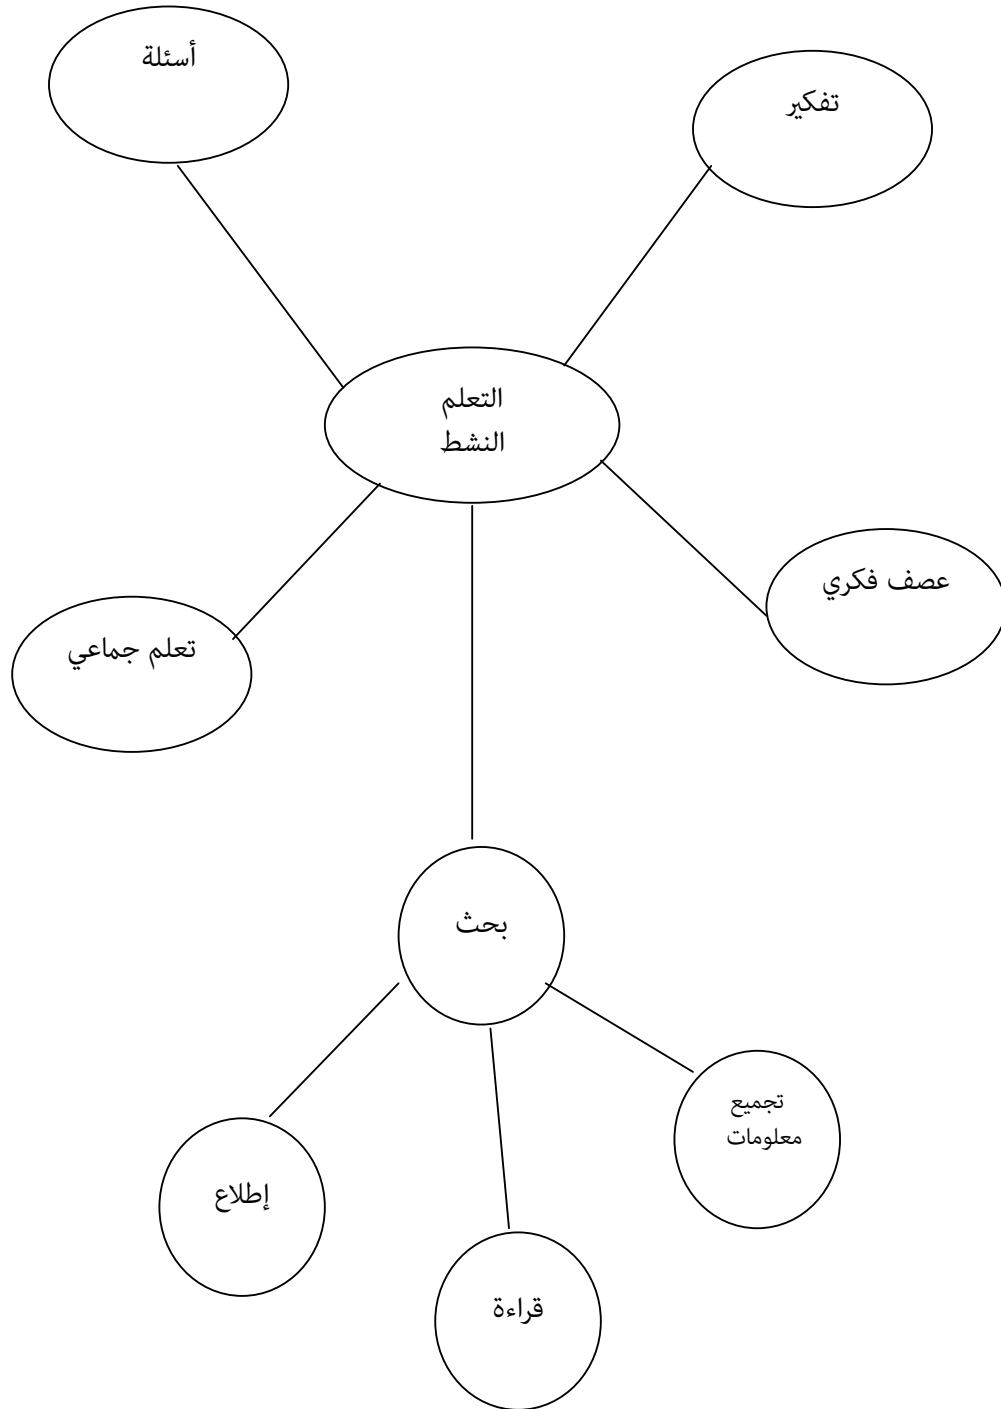 أسئلة
تفكير
التعلم
النشط
عصف فكري
تعلم جماعي
بحث
تجميع
معلومات
إطلاع
قراءة